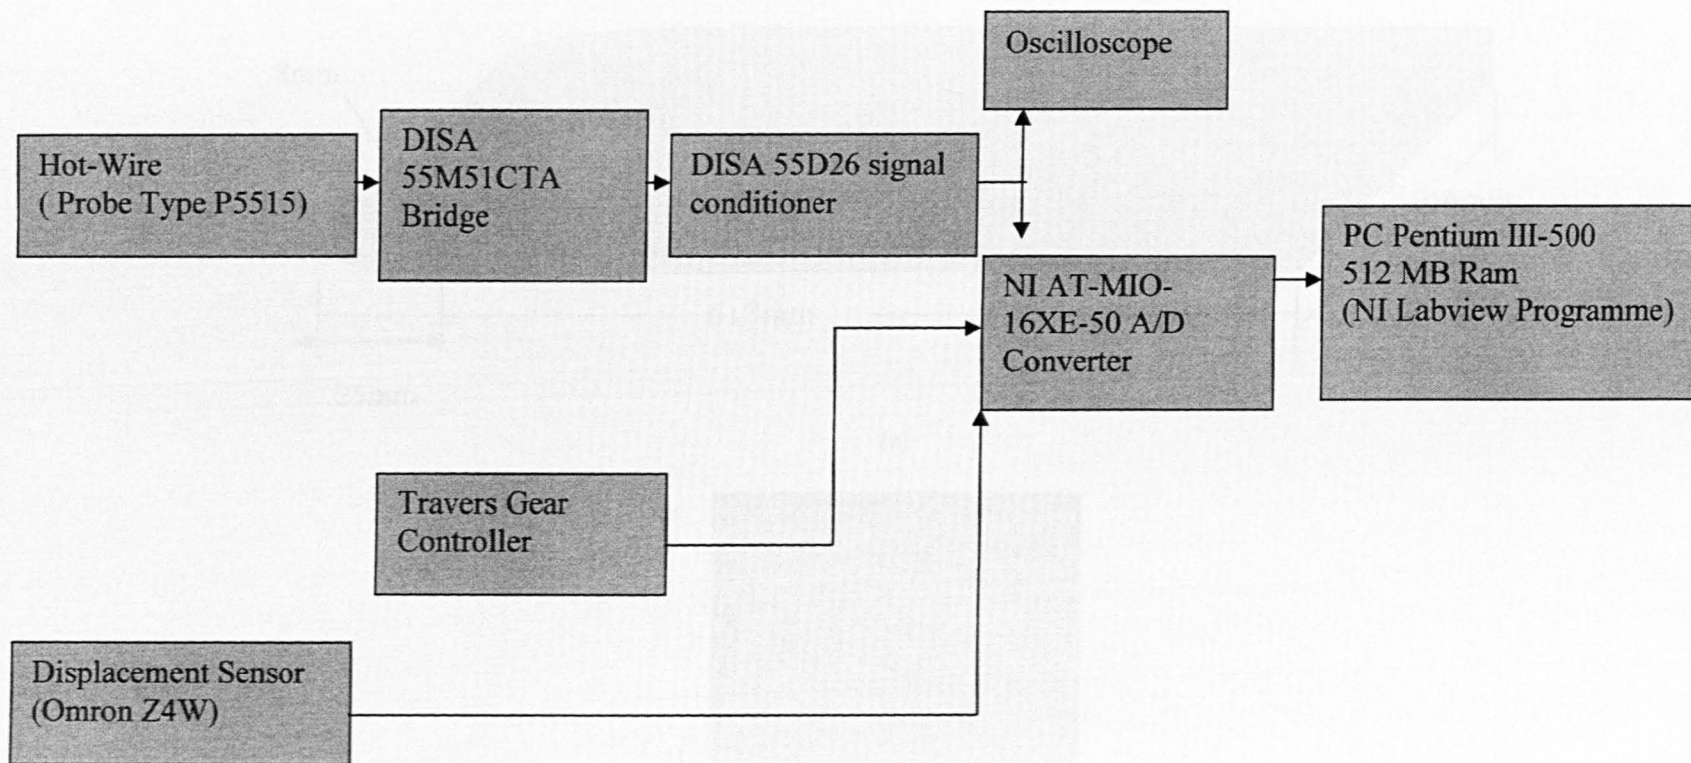 Oscilloscope
Hot-Wire
( Probe Type P5515)
DISA
55M51CTA
Bridge
DISA 55D26 signal
conditioner
NI AT-MIO-
16XE-50 A/D
Converter
PC Pentium III-500
512 MB Ram
(NI Labview Programme)
Travers Gear
Controller
Displacement Sensor
(Omron Z4W)